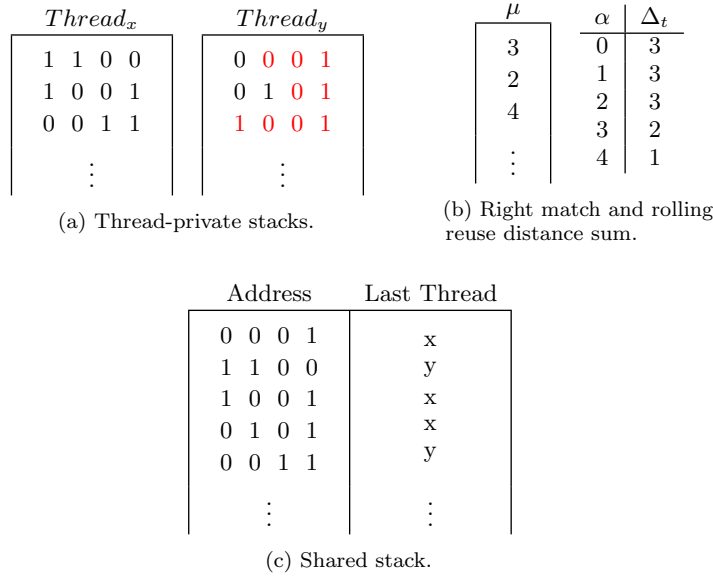 Thread_x
1 1 0 0
1 0 0 1
0 0 1 1
⋮
Thread_y
0 0 0 1
0 1 0 1
1 0 0 1
⋮
(a) Thread-private stacks.
μ
3
2
4
⋮
α Δ_t
0 3
1 3
2 3
3 2
4 1
(b) Right match and rolling
reuse distance sum.
Address Last Thread
0 0 0 1 x
1 1 0 0 y
1 0 0 1 x
0 1 0 1 x
0 0 1 1 y
⋮ ⋮
(c) Shared stack.